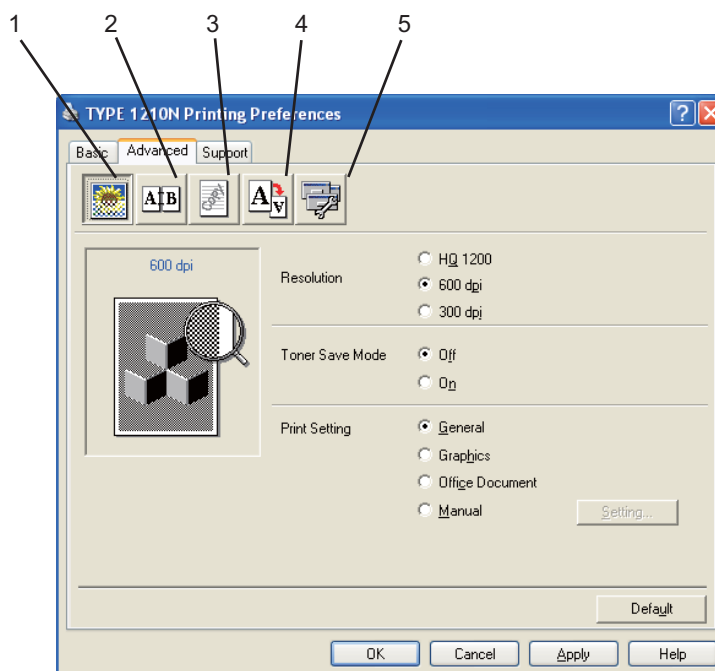 1 2 3 4 5
TYPE 1210N Printing Preferences
Basic Advanced Support
A B Copy A A
600 dpi
Resolution
HQ 1200
600 dpi
300 dpi
Toner Save Mode
Off
On
Print Setting
General
Graphics
Office Document
Manual
Setting...
Default
OK Cancel Apply Help